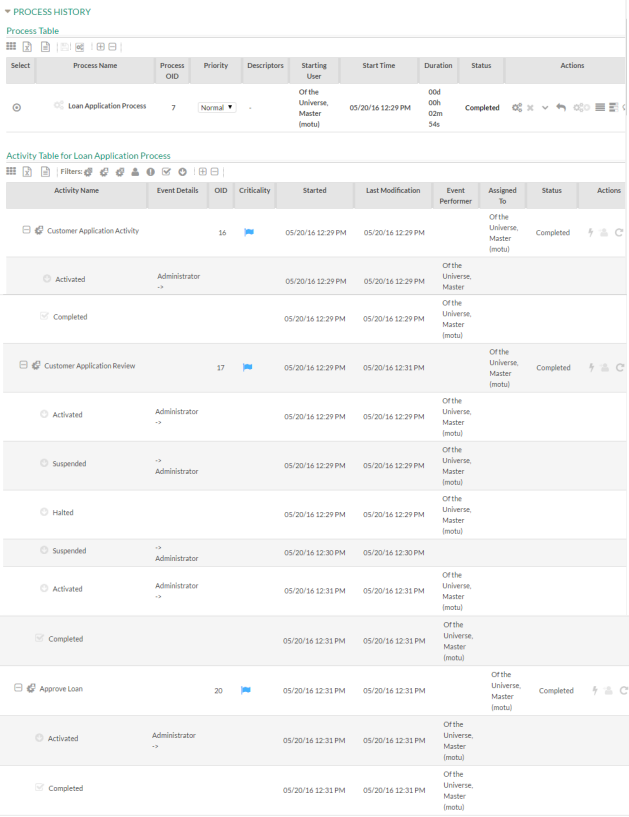 PROCESS HISTORY
Process Table
Select Process Name Process OID Priority Descriptors Starting User Start Time Duration Status Actions
Loan Application Process 7 Normal - Of the Universe, Master (motu) 05/20/16 12:29 PM 00d 00h 02m 54s Completed
Activity Table for Loan Application Process
Filters:
Activity Name Event Details OID Criticality Started Last Modification Event Performer Assigned To Status Actions
Customer Application Activity 16 05/20/16 12:29 PM 05/20/16 12:29 PM Of the Universe, Master (motu) Completed
Activated Administrator -> 05/20/16 12:29 PM 05/20/16 12:29 PM Of the Universe, Master
Completed 05/20/16 12:29 PM 05/20/16 12:29 PM Of the Universe, Master (motu)
Customer Application Review 17 05/20/16 12:29 PM 05/20/16 12:31 PM Of the Universe, Master (motu) Completed
Activated Administrator -> 05/20/16 12:29 PM 05/20/16 12:29 PM Of the Universe, Master (motu)
Suspended -> Administrator 05/20/16 12:29 PM 05/20/16 12:29 PM Of the Universe, Master (motu)
Halted 05/20/16 12:29 PM 05/20/16 12:29 PM Of the Universe, Master (motu)
Suspended -> Administrator 05/20/16 12:30 PM 05/20/16 12:30 PM
Activated Administrator -> 05/20/16 12:31 PM 05/20/16 12:31 PM Of the Universe, Master (motu)
Completed 05/20/16 12:31 PM 05/20/16 12:31 PM Of the Universe, Master (motu)
Approve Loan 20 05/20/16 12:31 PM 05/20/16 12:31 PM Of the Universe, Master (motu) Completed
Activated Administrator -> 05/20/16 12:31 PM 05/20/16 12:31 PM Of the Universe, Master (motu)
Completed 05/20/16 12:31 PM 05/20/16 12:31 PM Of the Universe, Master (motu)